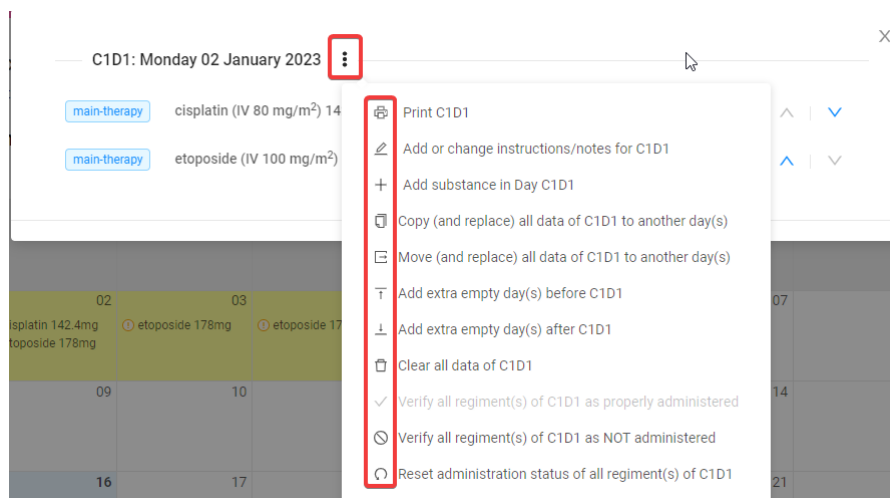 C1D1: Monday 02 January 2023
main-therapy cisplatin (IV 80 mg/m²) 14
main-therapy etoposide (IV 100 mg/m²)
Print C1D1
Add or change instructions/notes for C1D1
Add substance in Day C1D1
Copy (and replace) all data of C1D1 to another day(s)
Move (and replace) all data of C1D1 to another day(s)
Add extra empty day(s) before C1D1
Add extra empty day(s) after C1D1
Clear all data of C1D1
Verify all regiment(s) of C1D1 as properly administered
Verify all regiment(s) of C1D1 as NOT administered
Reset administration status of all regiment(s) of C1D1
02 03 07
isplatin 142.4mg etoposide 178mg etoposide 17
toposide 178mg
09 10 14
16 17 21